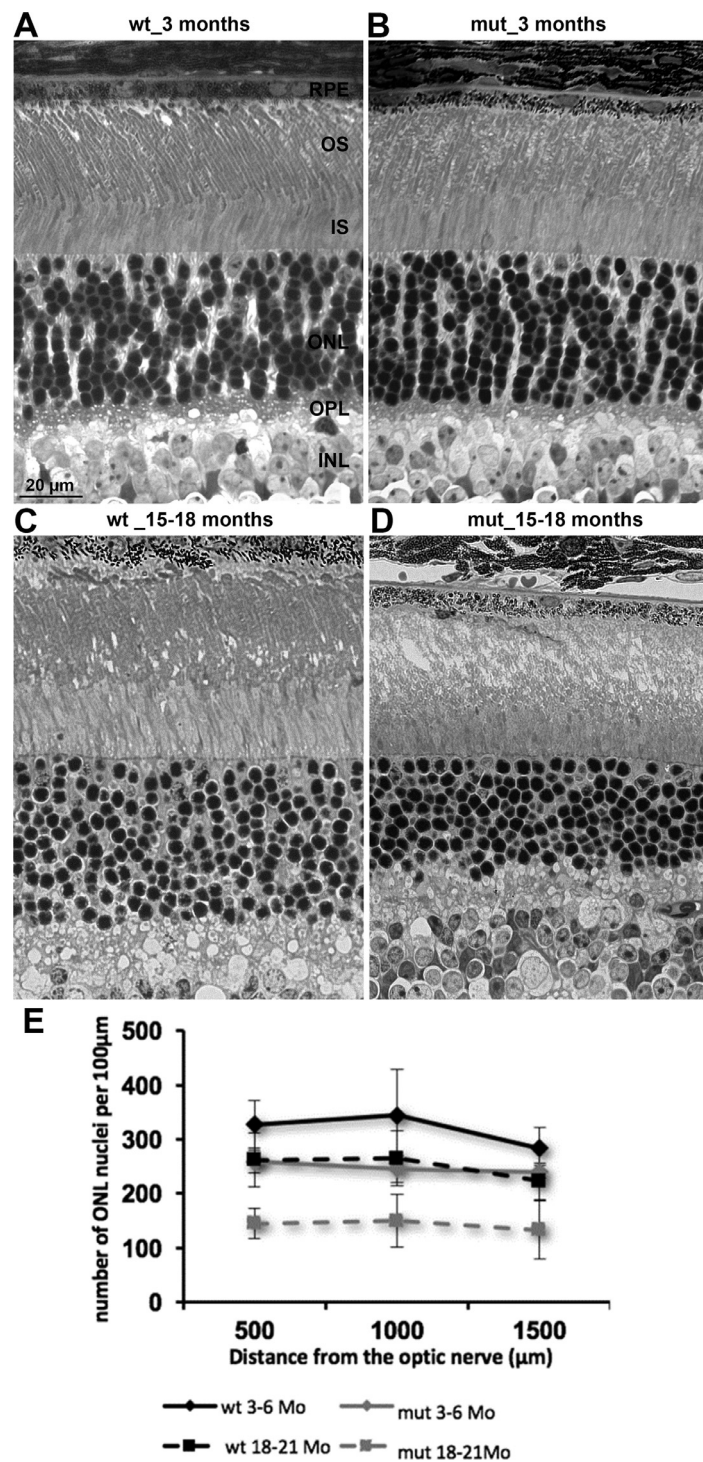 A wt_3 months
B mut_3 months
RPE
OS
IS
ONL
OPL
INL
20 µm
C wt _15-18 months
D mut_15-18 months
E
number of ONL nuclei per 100µm
500
400
300
200
100
0
500 1000 1500
Distance from the optic nerve (µm)
wt 3-6 Mo mut 3-6 Mo
wt 18-21 Mo mut 18-21Mo